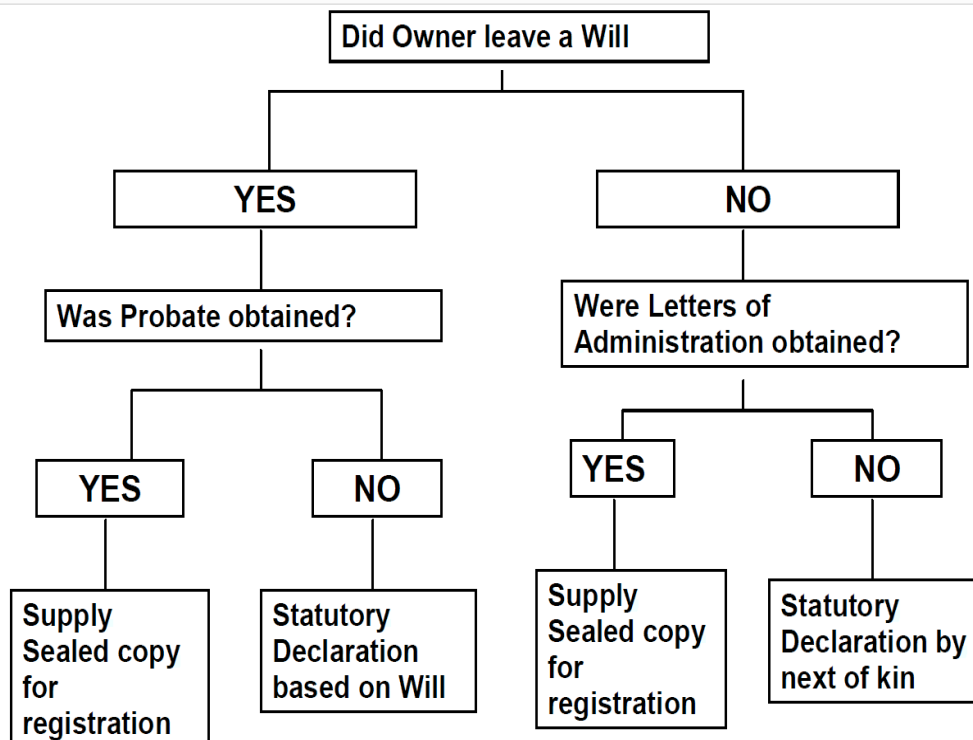 Did Owner leave a Will
YES
NO
Was Probate obtained?
Were Letters of
Administration obtained?
YES
NO
YES
NO
Supply
Sealed copy
for
registration
Statutory
Declaration
based on Will
Supply
Sealed copy
for
registration
Statutory
Declaration by
next of kin